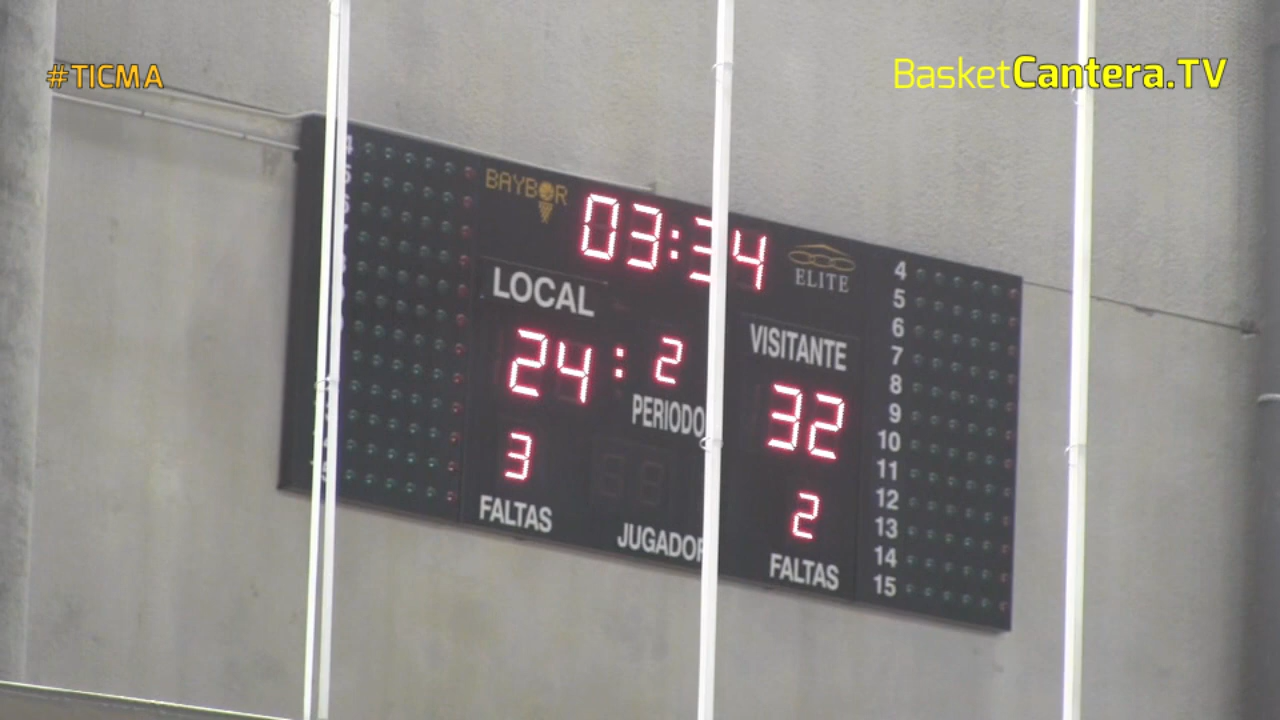 #TICMA
BasketCantera.TV
BAYBOR
03:34
ELITE
LOCAL
VISITANTE
24 : 2
32
PERIODO
3
2
FALTAS
JUGADOR
FALTAS
4
5
6
7
8
9
10
11
12
13
14
15